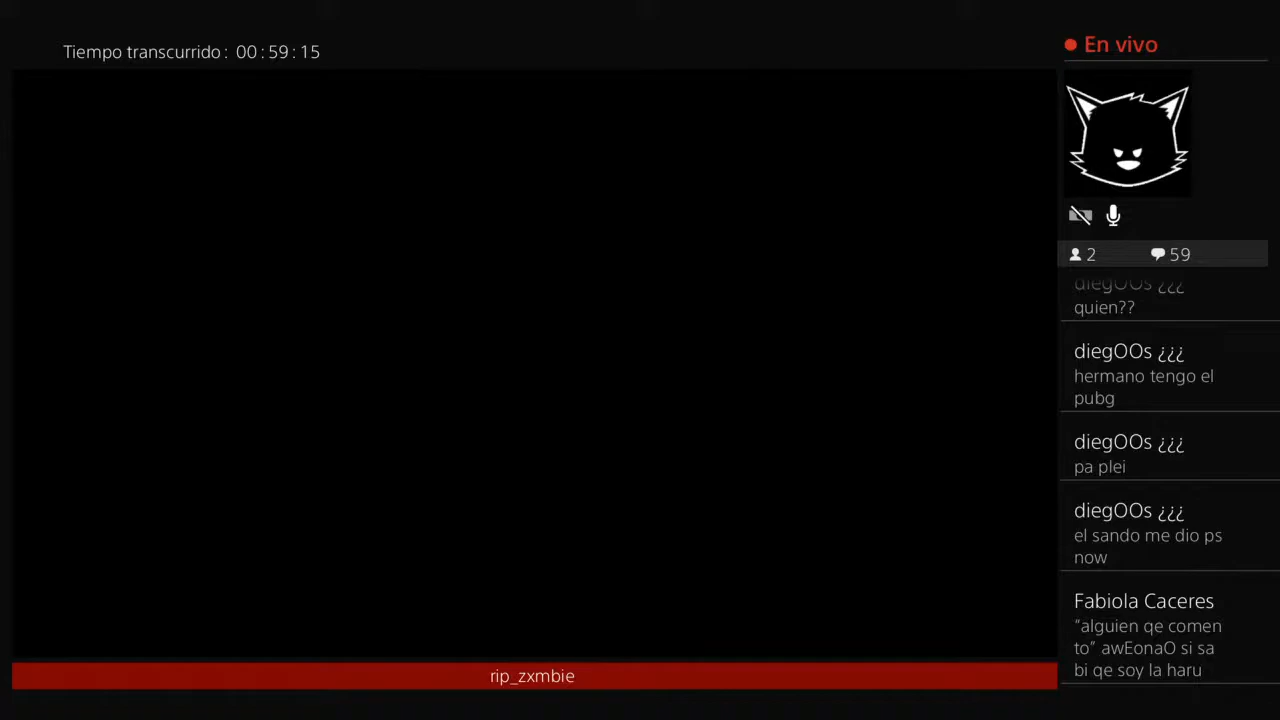 Tiempo transcurrido: 00:59:15
En vivo
2 59
diegOOs ¿¿¿
quien??
diegOOs ¿¿¿
hermano tengo el
pubg
diegOOs ¿¿¿
pa plei
diegOOs ¿¿¿
el sando me dio ps
now
Fabiola Caceres
"alguien qe comen
to" awEonaO si sa
bi qe soy la haru
rip_zxmbie